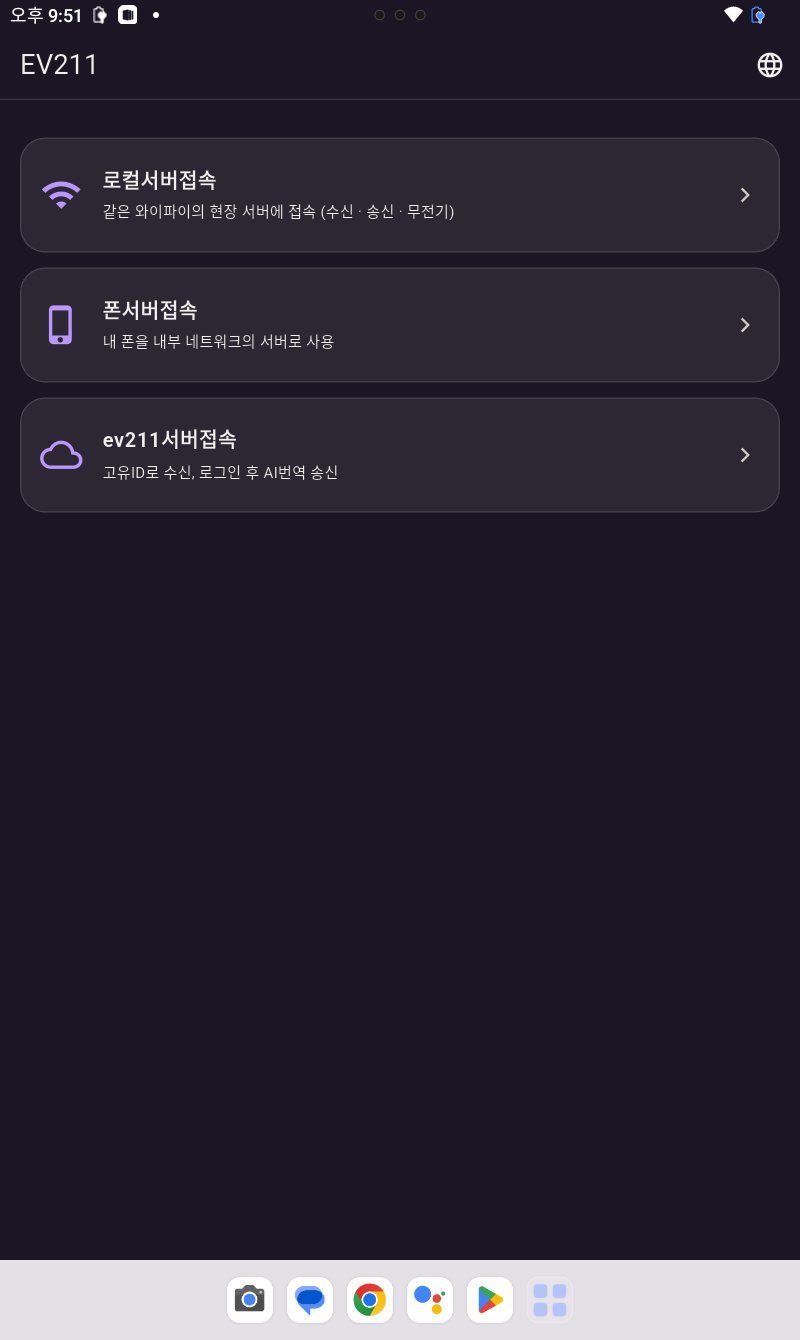 오후 9:51
EV211
로컬서버접속
같은 와이파이의 현장 서버에 접속 (수신 · 송신 · 무전기)
폰서버접속
내 폰을 내부 네트워크의 서버로 사용
ev211서버접속
고유ID로 수신, 로그인 후 AI번역 송신